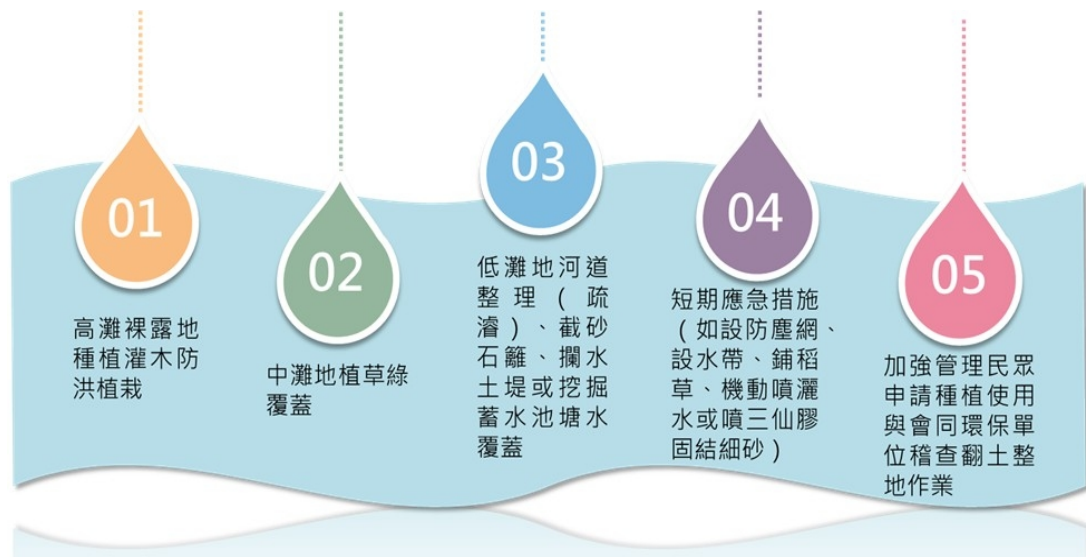 01
高灘裸露地
種植灌木防
洪植栽
02
中灘地植草綠
覆蓋
03
低灘地河道
整理(疏
濬)、截砂
石籬、攔水
土堤或挖掘
蓄水池塘水
覆蓋
04
短期應急措施
(如設防塵網、
設水帶、鋪稻
草、機動噴灑
水或噴三仙膠
固結細砂)
05
加強管理民眾
申請種植使用
與會同環保單
位稽查翻土整
地作業